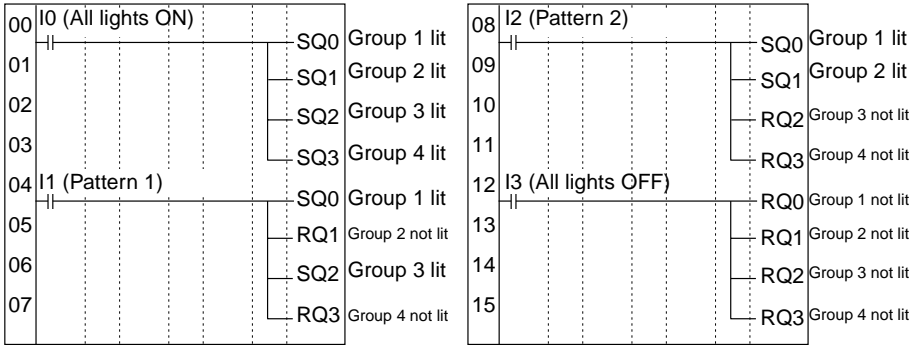 00 I0 (All lights ON)
SQ0 Group 1 lit
01 SQ1 Group 2 lit
02 SQ2 Group 3 lit
03 SQ3 Group 4 lit
04 I1 (Pattern 1)
SQ0 Group 1 lit
05 RQ1 Group 2 not lit
06 SQ2 Group 3 lit
07 RQ3 Group 4 not lit
08 I2 (Pattern 2)
SQ0 Group 1 lit
09 SQ1 Group 2 lit
10 RQ2 Group 3 not lit
11 RQ3 Group 4 not lit
12 I3 (All lights OFF)
RQ0 Group 1 not lit
13 RQ1 Group 2 not lit
14 RQ2 Group 3 not lit
15 RQ3 Group 4 not lit